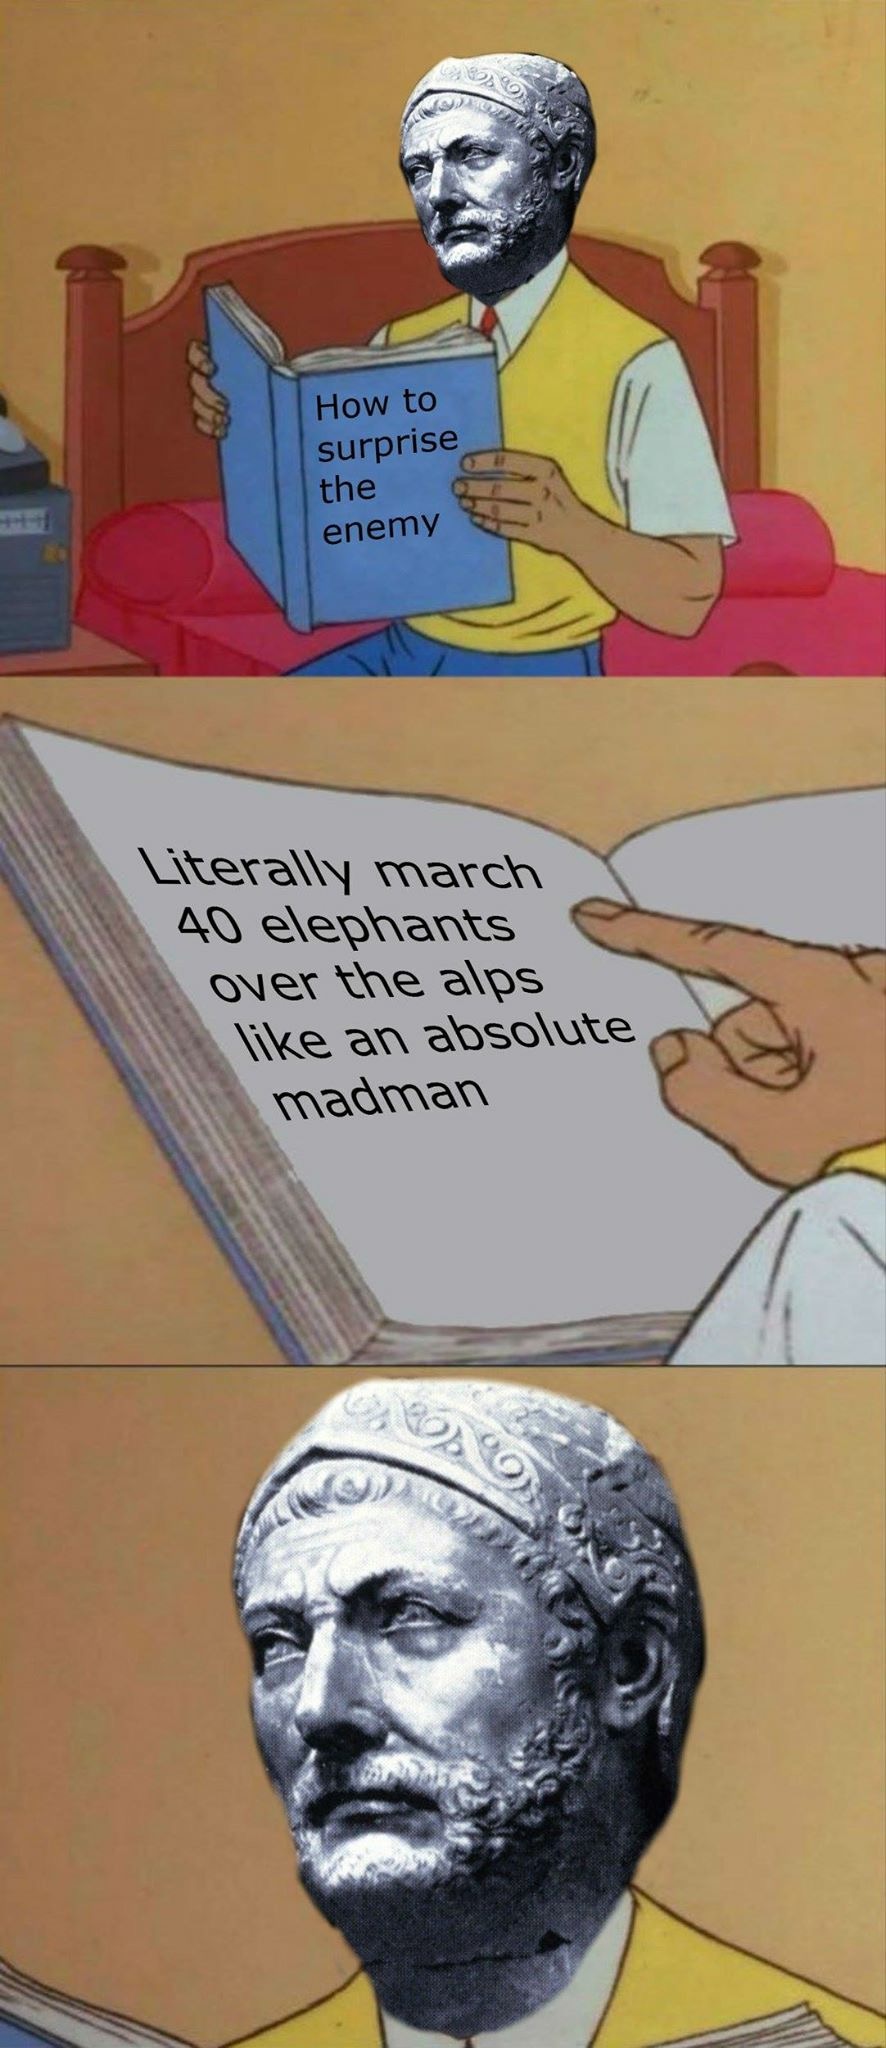 How to
surprise
the
enemy
Literally march
40 elephants
over the alps
like an absolute
madman